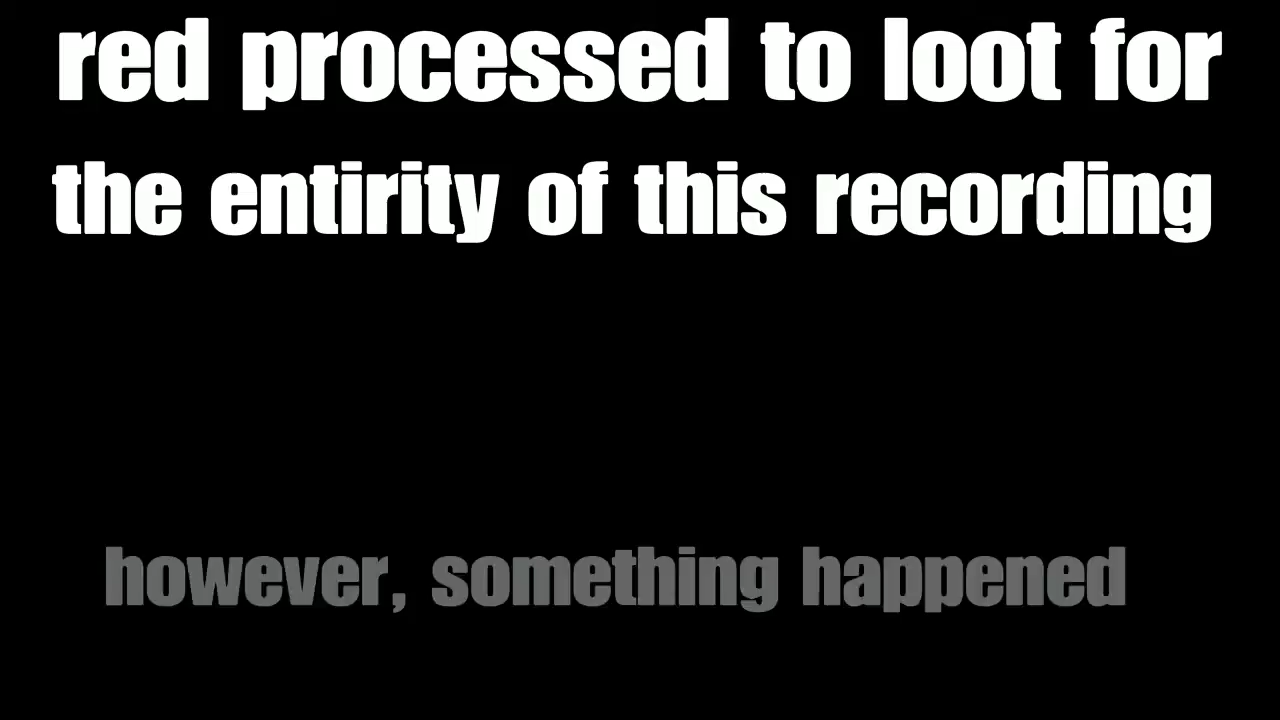 red processed to loot for
the entirity of this recording
however, something happened